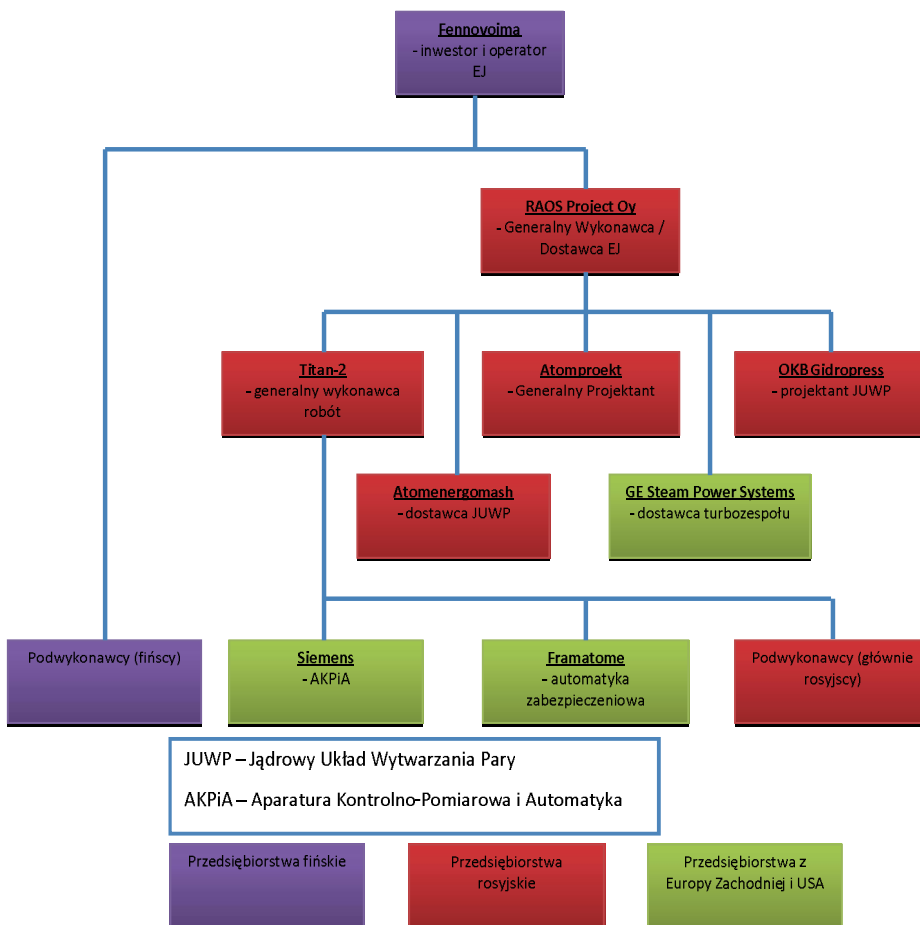 Fennovoima
- inwestor i operator
EJ
RAOS Project Oy
- Generalny Wykonawca /
Dostawca EJ
Titan-2
- generalny wykonawca
robót
Atomproekt
- Generalny Projektant
OKB Gidropress
- projektant JUWP
Atomenergomash
- dostawca JUWP
GE Steam Power Systems
- dostawca turbozespołu
Podwykonawcy (fińscy)
Siemens
- AKPiA
Framatome
- automatyka
zabezpieczeniowa
Podwykonawcy (głównie
rosyjscy)
JUWP – Jądrowy Układ Wytwarzania Pary
AKPiA – Aparatura Kontrolno-Pomiarowa i Automatyka
Przedsiębiorstwa fińskie
Przedsiębiorstwa
rosyjskie
Przedsiębiorstwa z
Europy Zachodniej i USA